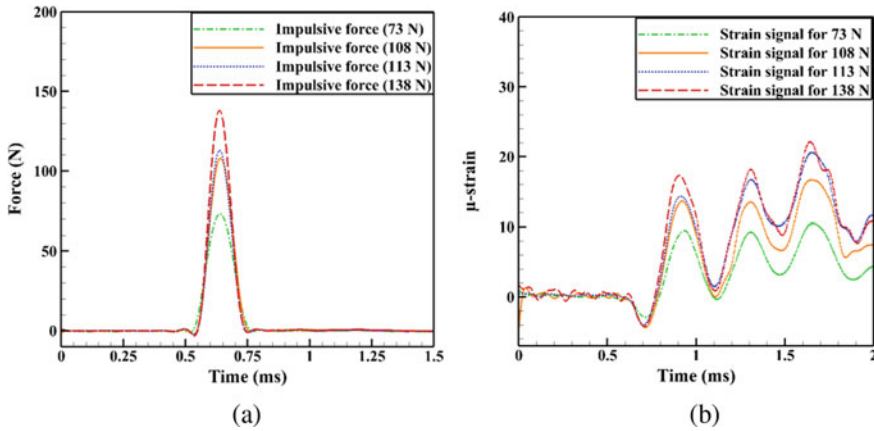 200
150
100
50
0
Force (N)
Impulsive force (73 N)
Impulsive force (108 N)
Impulsive force (113 N)
Impulsive force (138 N)
0 0.25 0.5 0.75 1 1.25 1.5
Time (ms)
(a)
40
30
20
10
0
μ-strain
Strain signal for 73 N
Strain signal for 108 N
Strain signal for 113 N
Strain signal for 138 N
0 0.5 1 1.5 2
Time (ms)
(b)